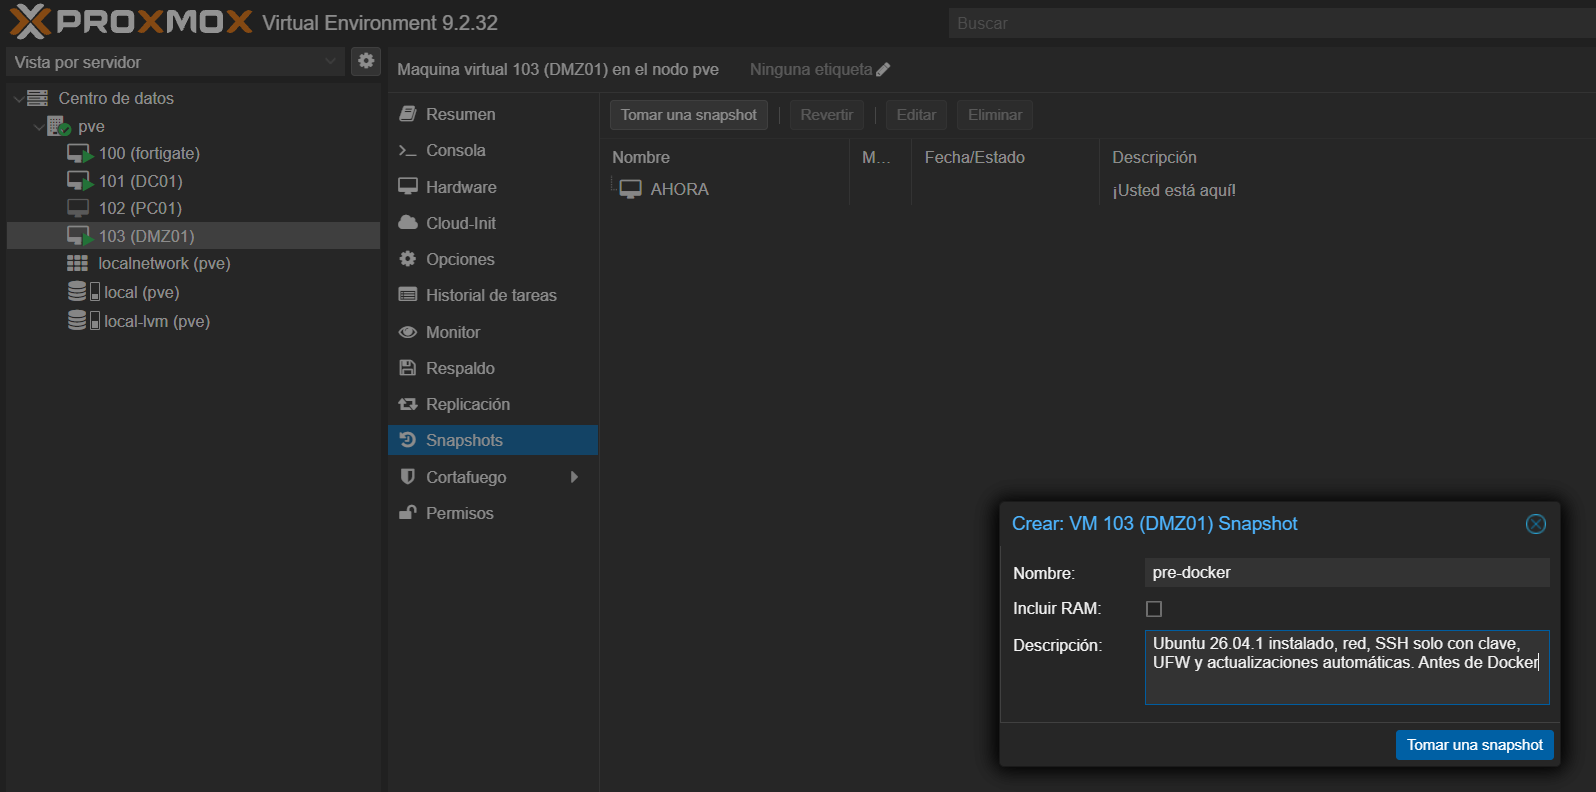 PROXMOX Virtual Environment 9.2.32
Buscar
Vista por servidor
Centro de datos
pve
100 (fortigate)
101 (DC01)
102 (PC01)
103 (DMZ01)
localnetwork (pve)
local (pve)
local-lvm (pve)
Maquina virtual 103 (DMZ01) en el nodo pve
Ninguna etiqueta
Resumen
Consola
Hardware
Cloud-Init
Opciones
Historial de tareas
Monitor
Respaldo
Replicación
Snapshots
Cortafuego
Permisos
Tomar una snapshot
Revertir
Editar
Eliminar
Nombre
M...
Fecha/Estado
Descripción
AHORA
¡Usted está aquí!
Crear: VM 103 (DMZ01) Snapshot
Nombre:
pre-docker
Incluir RAM:
Descripción:
Ubuntu 26.04.1 instalado, red, SSH solo con clave,
UFW y actualizaciones automáticas. Antes de Docker
Tomar una snapshot